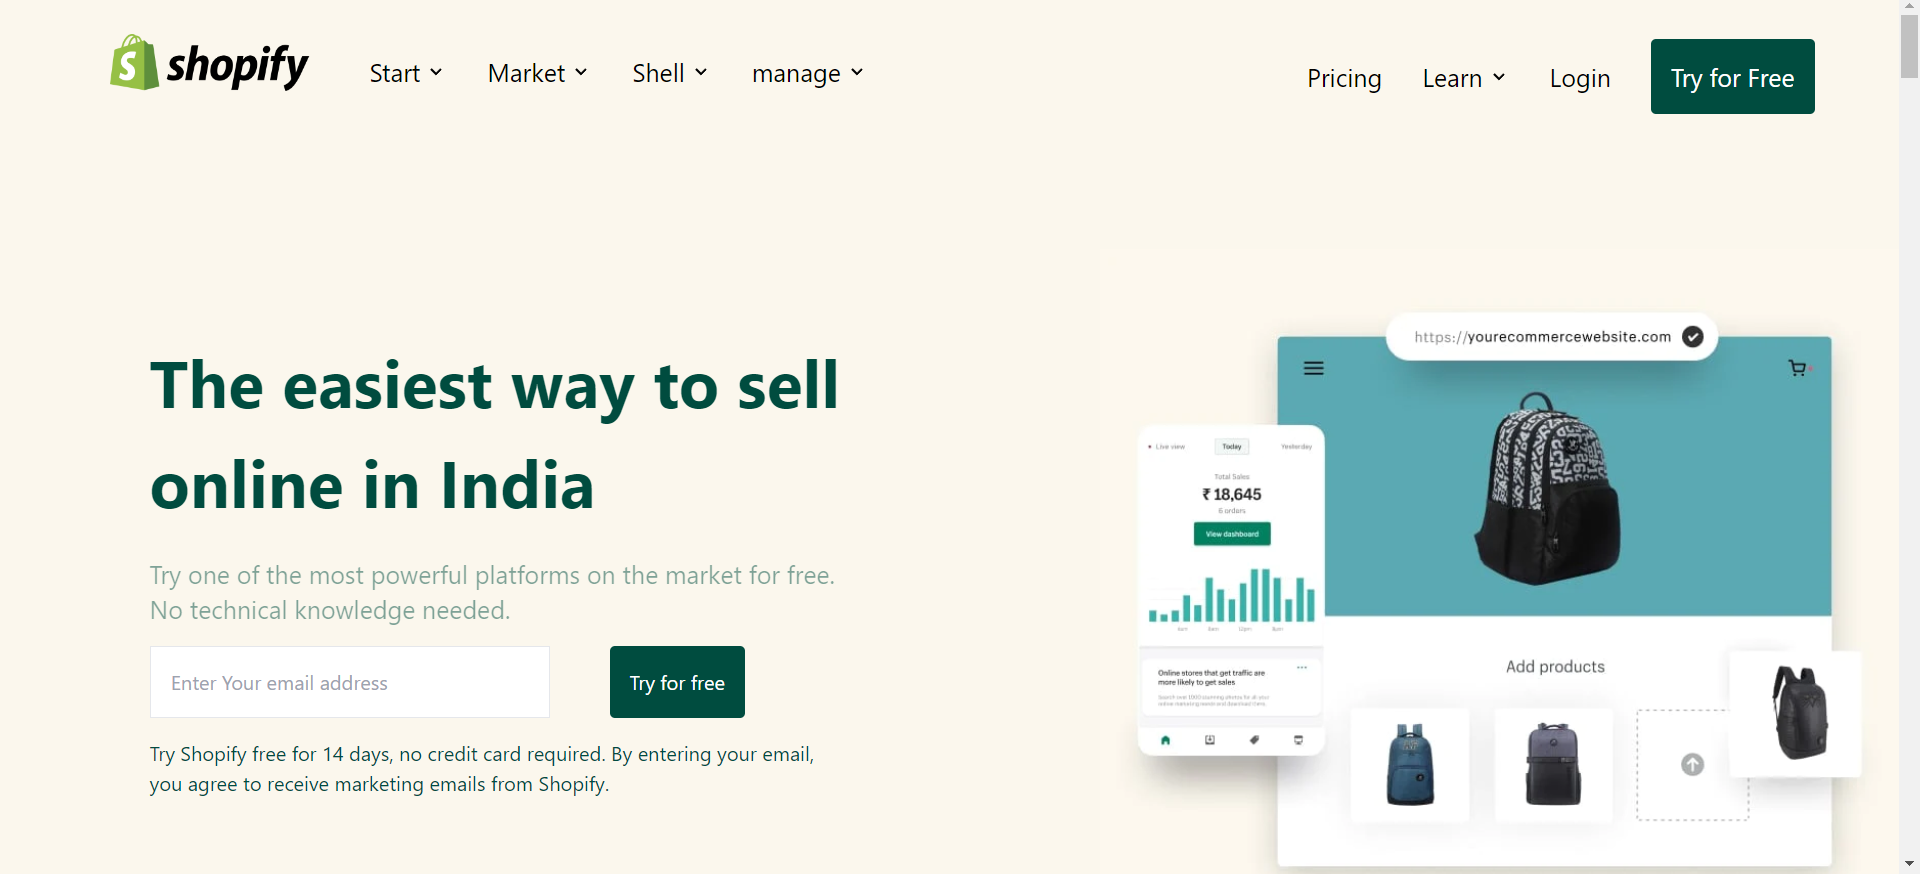 shopify
Start
Market
Shell
manage
Pricing
Learn
Login
Try for Free
The easiest way to sell
online in India
Try one of the most powerful platforms on the market for free.
No technical knowledge needed.
Enter Your email address
Try for free
Try Shopify free for 14 days, no credit card required. By entering your email,
you agree to receive marketing emails from Shopify.
https://yourecommercewebsite.com
Live view
Today
Yesterday
Total Sales
₹ 18,645
6 orders
View dashboard
Online stores that get traffic are
more likely to get sales
Add products